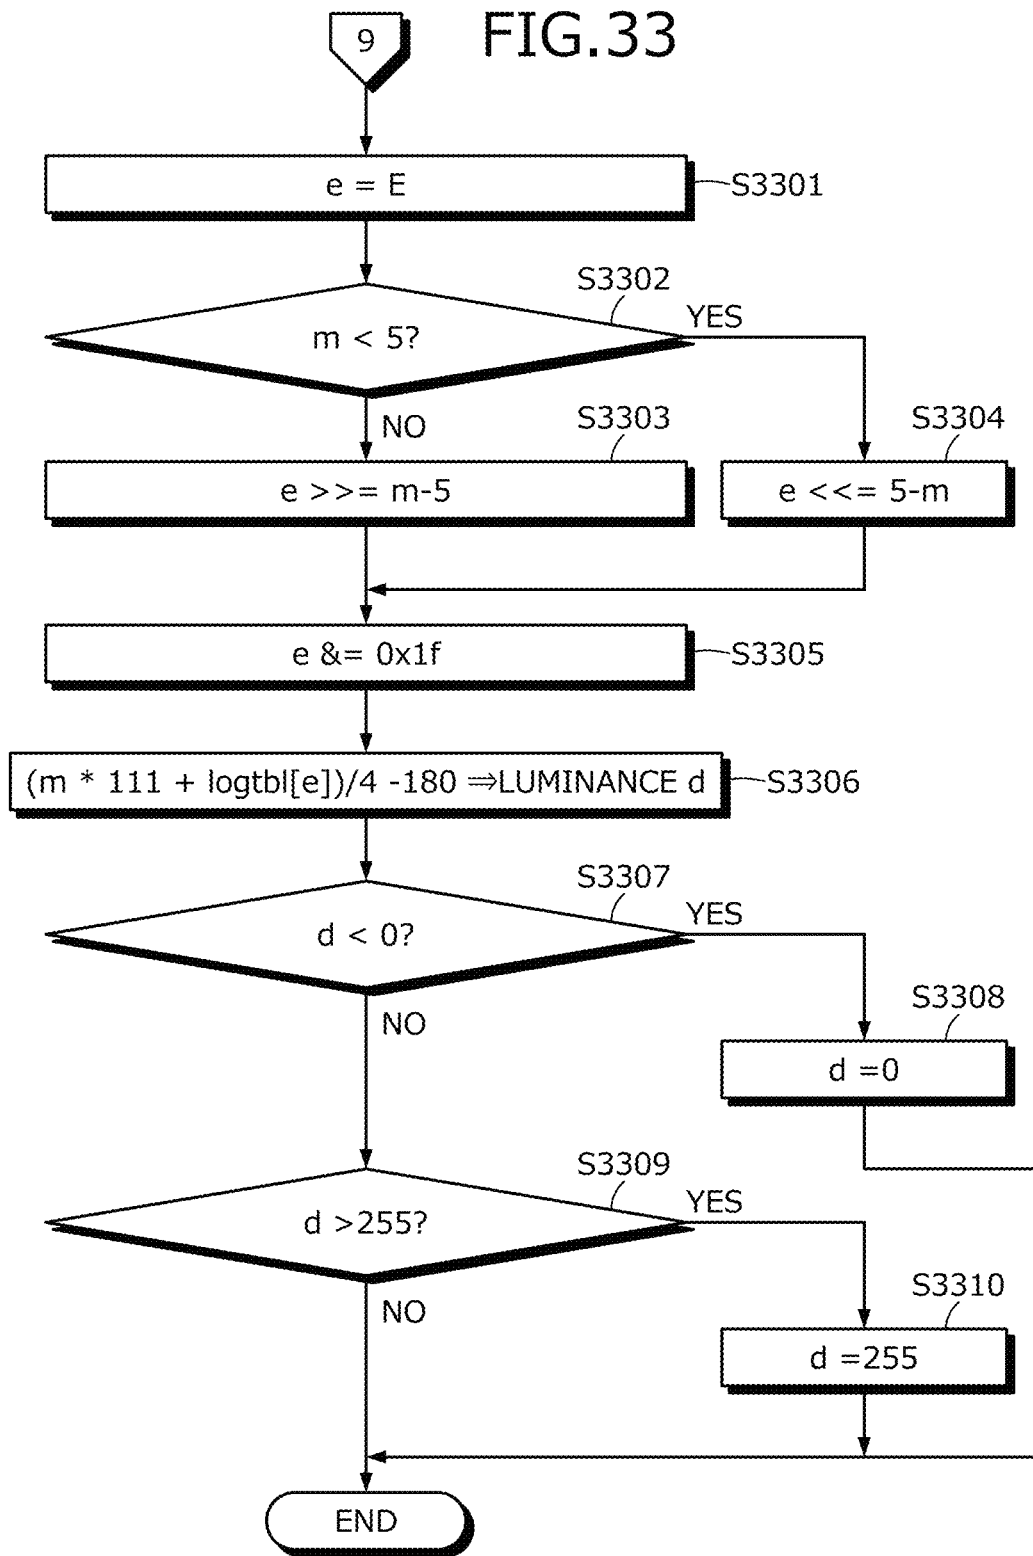 9
FIG.33
e = E
S3301
S3302
m < 5?
YES
NO
S3303
S3304
e >>= m-5
e <<= 5-m
e &= 0x1f
S3305
(m * 111 + logtbl[e])/4 -180 ⇒LUMINANCE d
S3306
S3307
d < 0?
YES
NO
S3308
d =0
S3309
d >255?
YES
NO
S3310
d =255
END